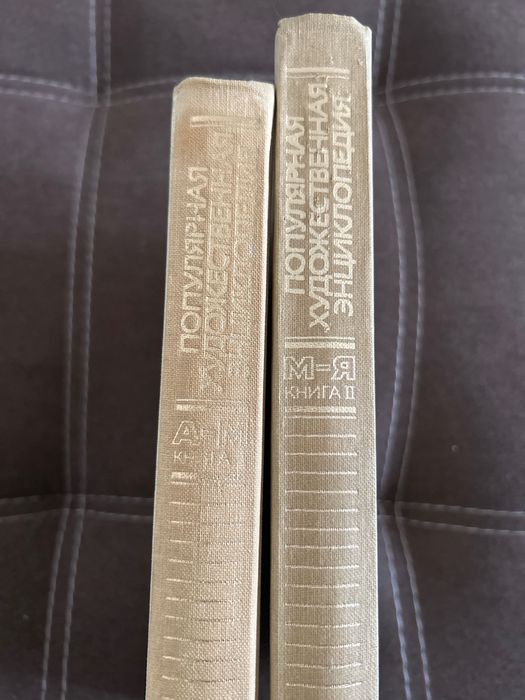 ПОПУЛЯРНАЯ
ХУДОЖЕСТВЕННАЯ
ЭНЦИКЛОПЕДИЯ
А-М
КНИГА I
ПОПУЛЯРНАЯ
ХУДОЖЕСТВЕННАЯ
ЭНЦИКЛОПЕДИЯ
М-Я
КНИГА II